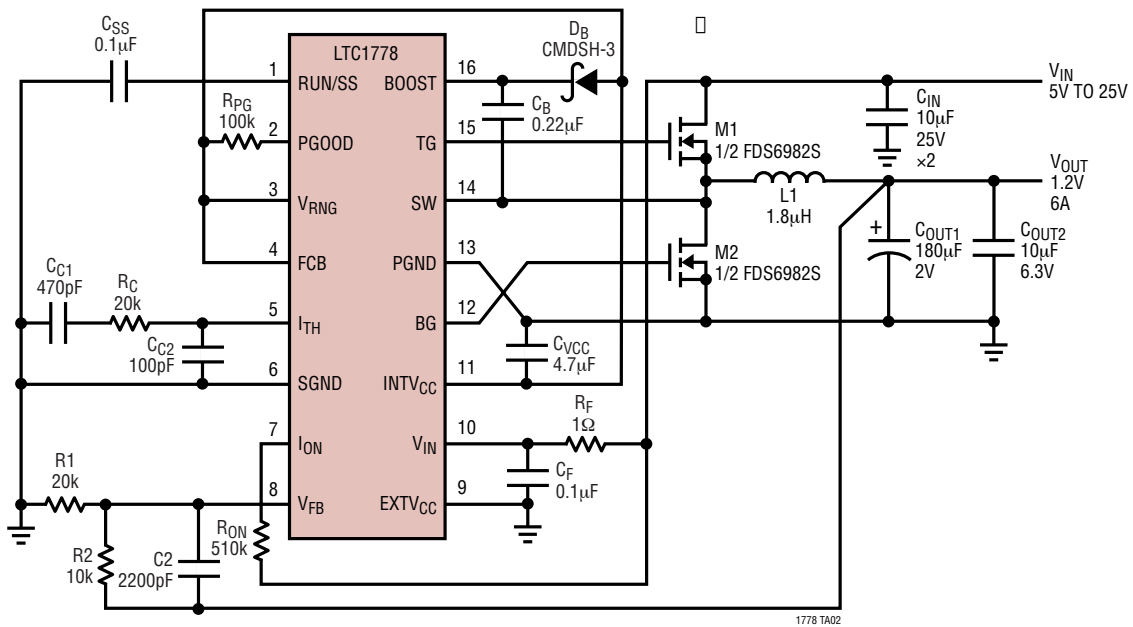 CSS
0.1µF
LTC1778
DB
CMDSH-3
1
RUN/SS
BOOST
16
RPG
100k
2
PGOOD
TG
15
CB
0.22µF
M1
1/2 FDS6982S
VIN
5V TO 25V
CIN
10µF
25V
×2
3
VRNG
SW
14
L1
1.8µH
VOUT
1.2V
6A
4
FCB
PGND
13
M2
1/2 FDS6982S
+
COUT1
180µF
2V
COUT2
10µF
6.3V
CC1
470pF
RC
20k
5
ITH
BG
12
CC2
100pF
CVCC
4.7µF
6
SGND
INTVCC
11
7
ION
VIN
10
RF
1Ω
R1
20k
8
VFB
EXTVCC
9
CF
0.1µF
RON
510k
R2
10k
C2
2200pF
1778 TA02